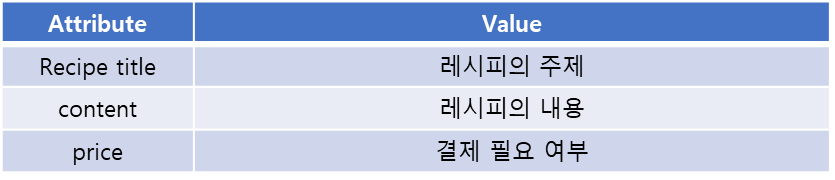 Attribute Value
Recipe title 레시피의 주제
content 레시피의 내용
price 결제 필요 여부